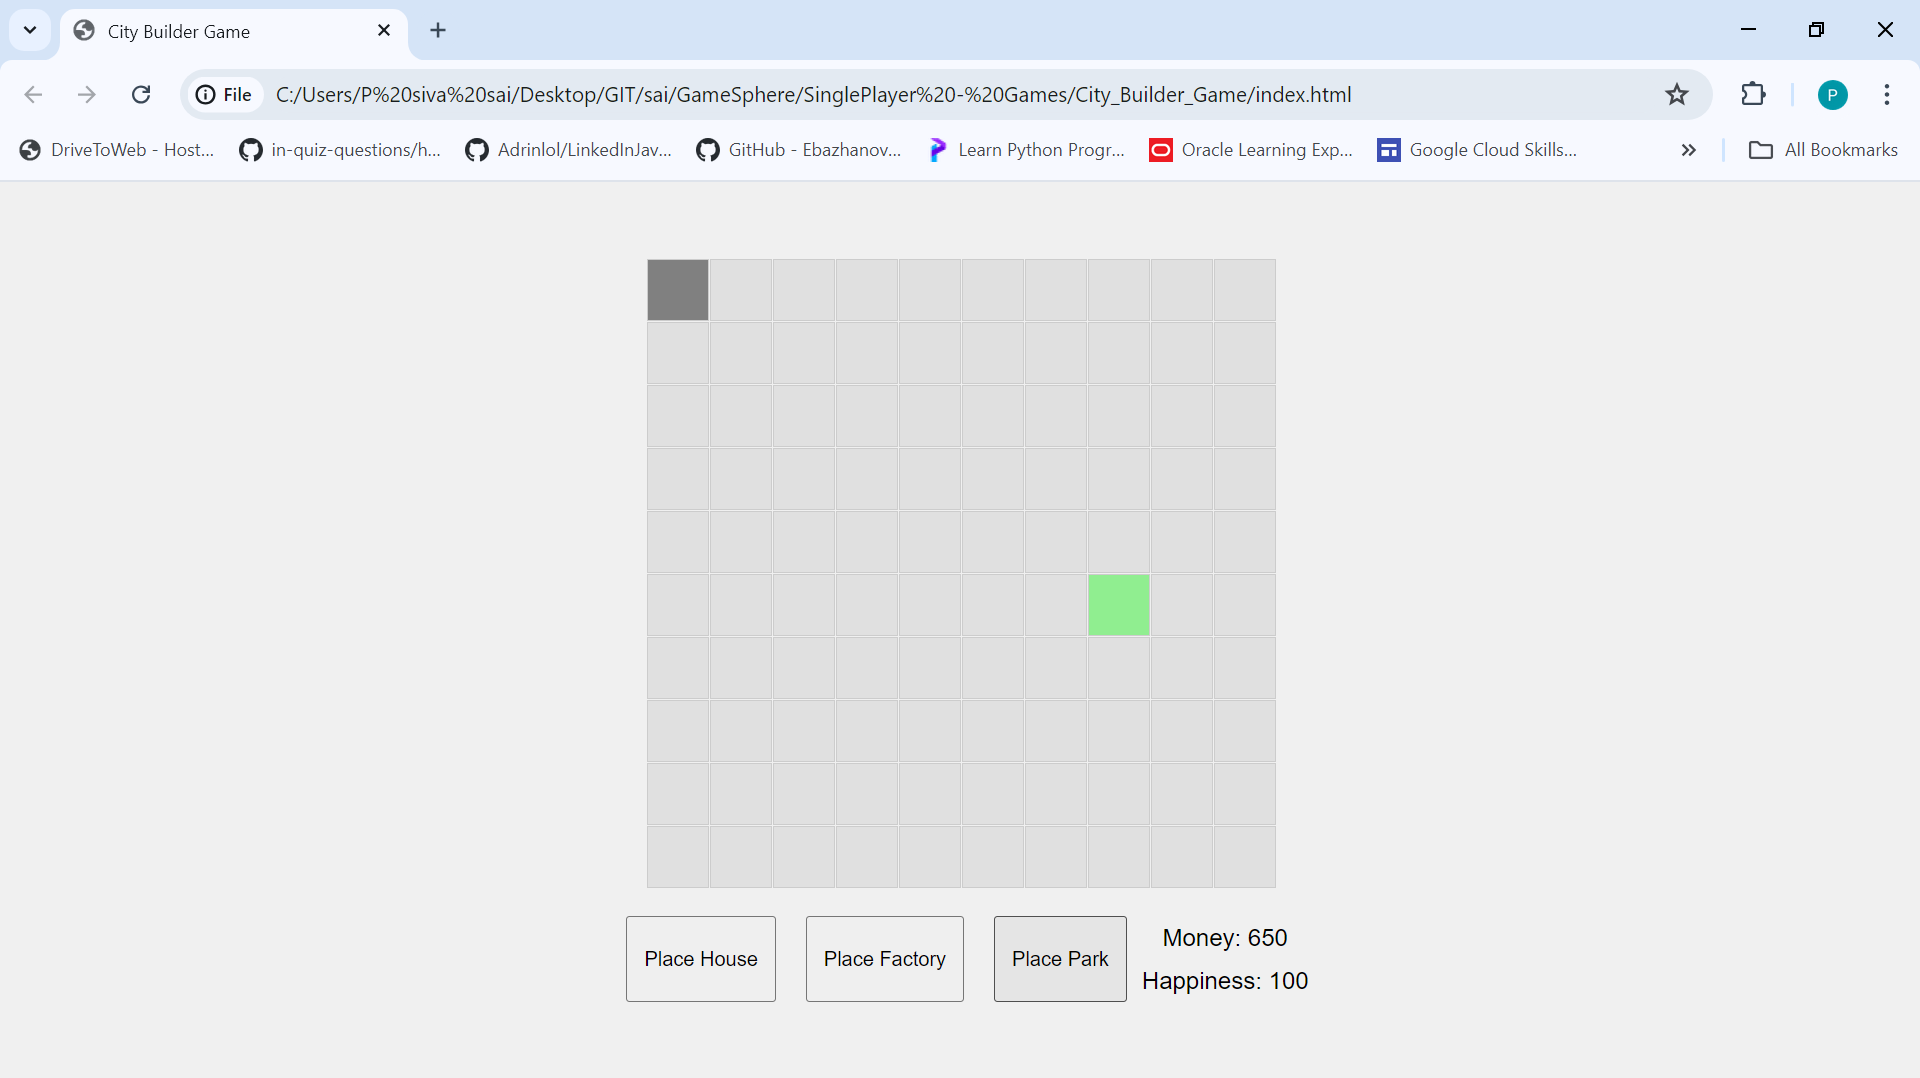 City Builder Game
File C:/Users/P%20siva%20sai/Desktop/GIT/sai/GameSphere/SinglePlayer%20-%20Games/City_Builder_Game/index.html P
DriveToWeb - Host... in-quiz-questions/h... Adrinlol/LinkedInJav... GitHub - Ebazhanov... Learn Python Progr... Oracle Learning Exp... Google Cloud Skills... All Bookmarks
Place House Place Factory Place Park
Money: 650
Happiness: 100